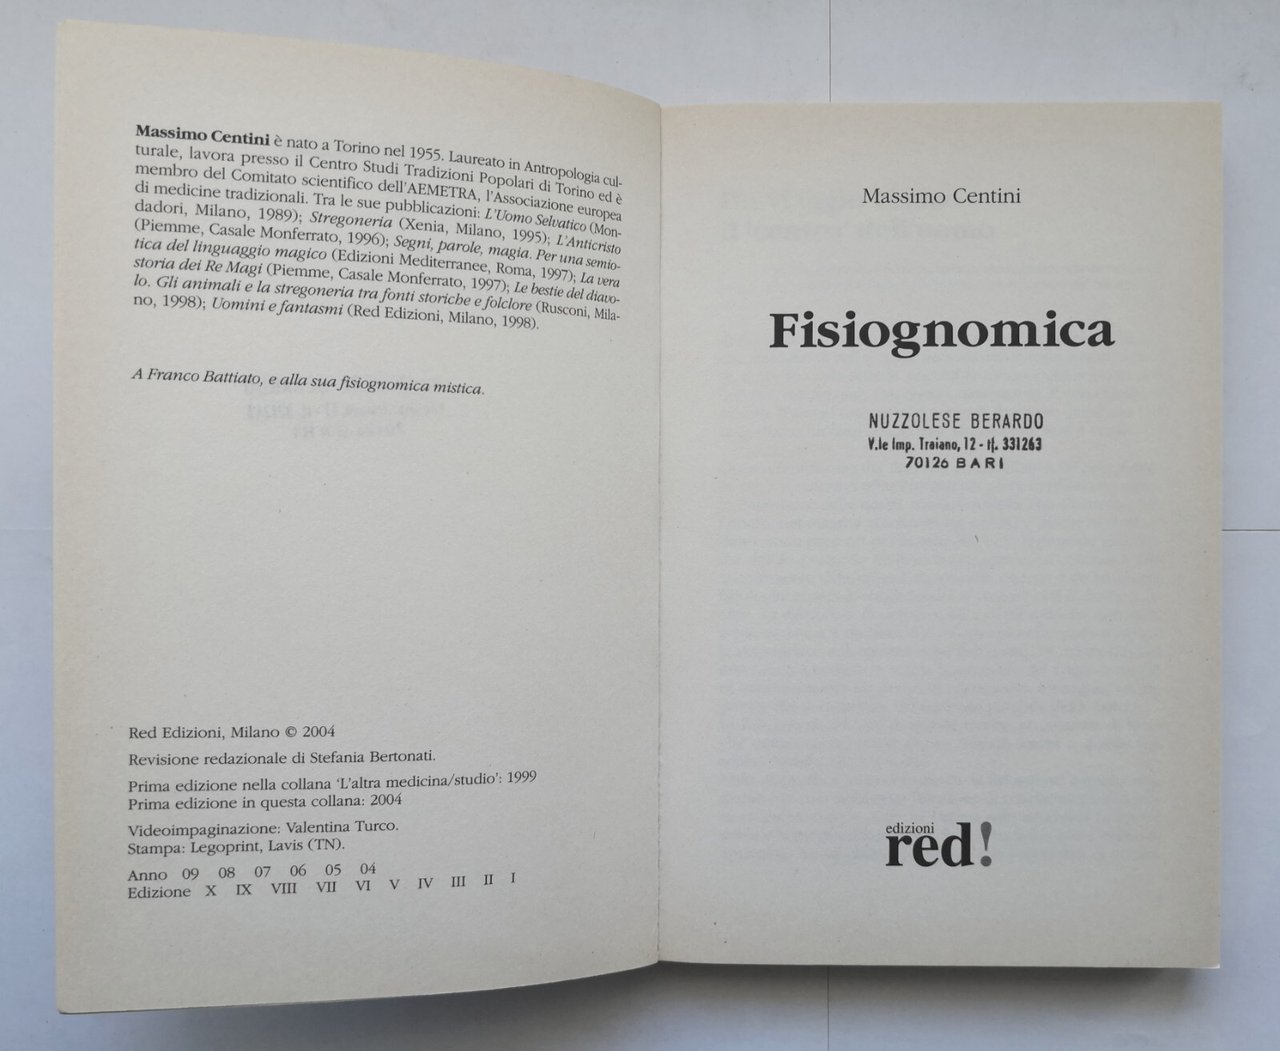 Massimo Centini è nato a Torino nel 1955. Laureato in Antropologia cul-
turale, lavora presso il Centro Studi Tradizioni Popolari di Torino ed è
membro del Comitato scientifico dell'AEMETRA, l'Associazione europea
di medicine tradizionali. Tra le sue pubblicazioni: L'Uomo Selvatico (Mon-
dadori, Milano, 1989); Stregoneria (Xenia, Milano, 1995); L'Anticristo
(Piemme, Casale Monferrato, 1996); Segni, parole, magia. Per una semio-
tica del linguaggio magico (Edizioni Mediterranee, Roma, 1997); La vera
storia dei Re Magi (Piemme, Casale Monferrato, 1997); Le bestie del diavo-
lo. Gli animali e la stregoneria tra fonti storiche e folclore (Rusconi, Mila-
no, 1998); Uomini e fantasmi (Red Edizioni, Milano, 1998).
A Franco Battiato, e alla sua fisiognomica mistica.
Red Edizioni, Milano © 2004
Revisione redazionale di Stefania Bertonati.
Prima edizione nella collana 'L'altra medicina/studio': 1999
Prima edizione in questa collana: 2004
Videoimpaginazione: Valentina Turco.
Stampa: Legoprint, Lavis (TN).
Anno 09 08 07 06 05 04
Edizione X IX VIII VII VI V IV III II I
Massimo Centini
Fisiognomica
NUZZOLESE BERARDO
V.le Imp. Traiano, 12 - tf. 331263
70126 BARI
edizioni
red!